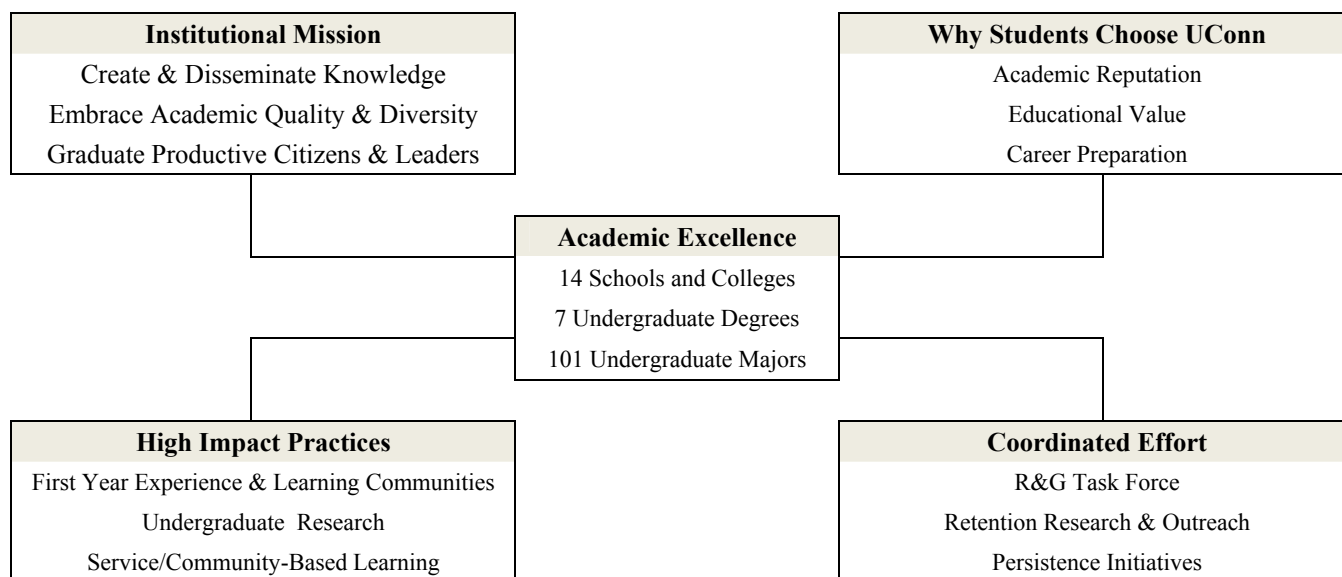 Institutional Mission
Create & Disseminate Knowledge
Embrace Academic Quality & Diversity
Graduate Productive Citizens & Leaders
Why Students Choose UConn
Academic Reputation
Educational Value
Career Preparation
Academic Excellence
14 Schools and Colleges
7 Undergraduate Degrees
101 Undergraduate Majors
High Impact Practices
First Year Experience & Learning Communities
Undergraduate Research
Service/Community-Based Learning
Coordinated Effort
R&G Task Force
Retention Research & Outreach
Persistence Initiatives